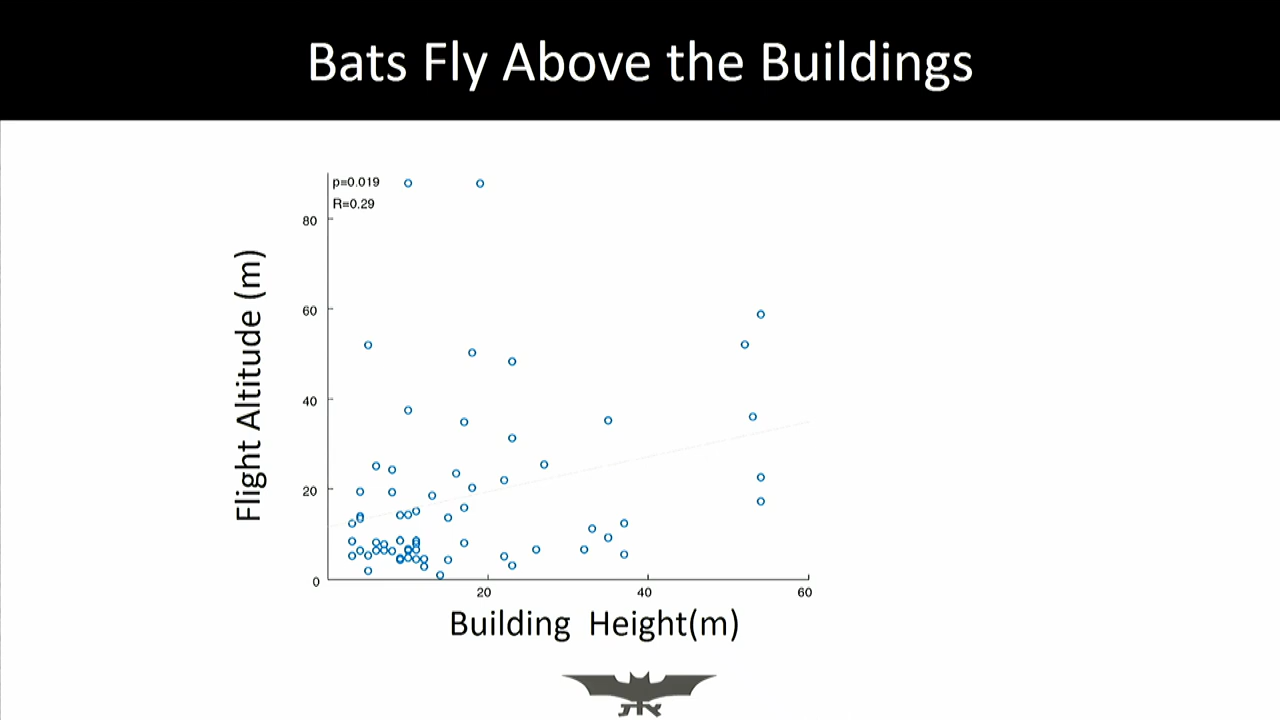 Bats Fly Above the Buildings
p=0.019
R=0.29
80
60
40
20
0
20 40 60
Flight Altitude (m)
Building Height(m)